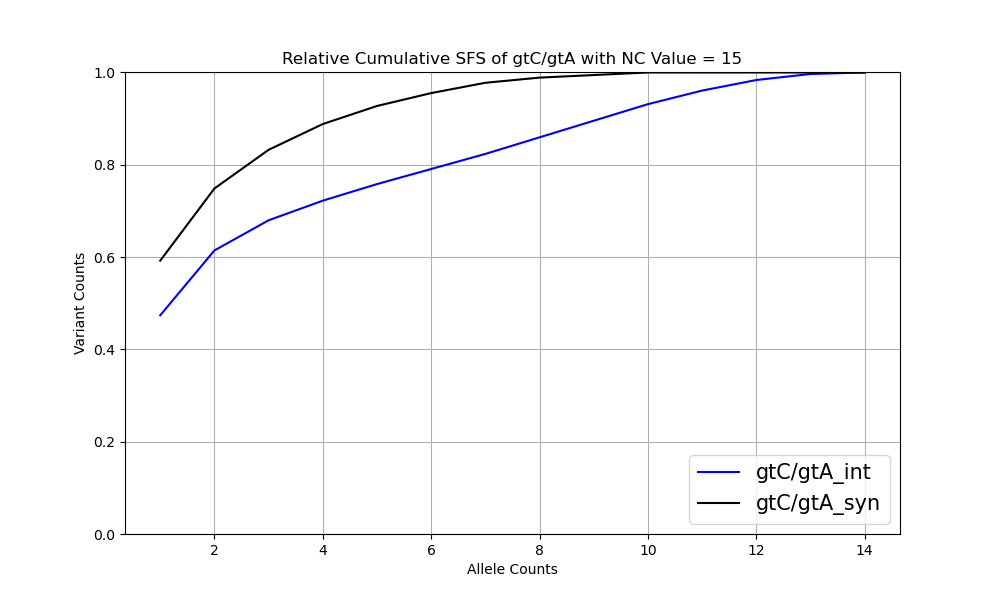 Relative Cumulative SFS of gtC/gtA with NC Value = 15
1.0
0.8
0.6
0.4
0.2
0.0
Variant Counts
2 4 6 8 10 12 14
Allele Counts
gtC/gtA_int
gtC/gtA_syn